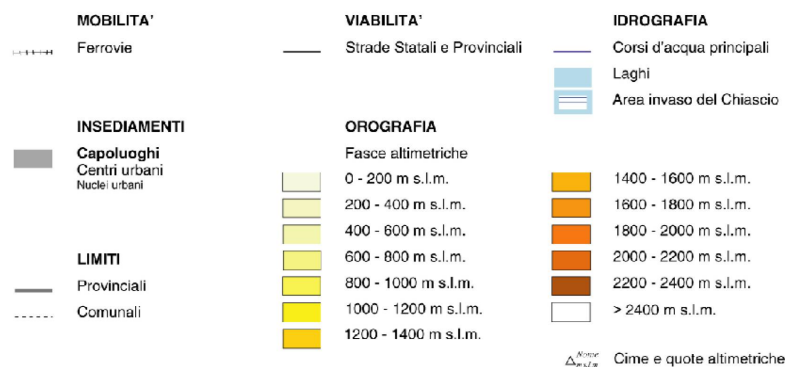 MOBILITA'
Ferrovie
VIABILITA'
Strade Statali e Provinciali
IDROGRAFIA
Corsi d'acqua principali
Laghi
Area invaso del Chiascio
INSEDIAMENTI
Capoluoghi
Centri urbani
Nuclei urbani
LIMITI
Provinciali
Comunali
OROGRAFIA
Fasce altimetriche
0 - 200 m s.l.m.
200 - 400 m s.l.m.
400 - 600 m s.l.m.
600 - 800 m s.l.m.
800 - 1000 m s.l.m.
1000 - 1200 m s.l.m.
1200 - 1400 m s.l.m.
1400 - 1600 m s.l.m.
1600 - 1800 m s.l.m.
1800 - 2000 m s.l.m.
2000 - 2200 m s.l.m.
2200 - 2400 m s.l.m.
> 2400 m s.l.m.
Nome
m s.l.m
Cime e quote altimetriche